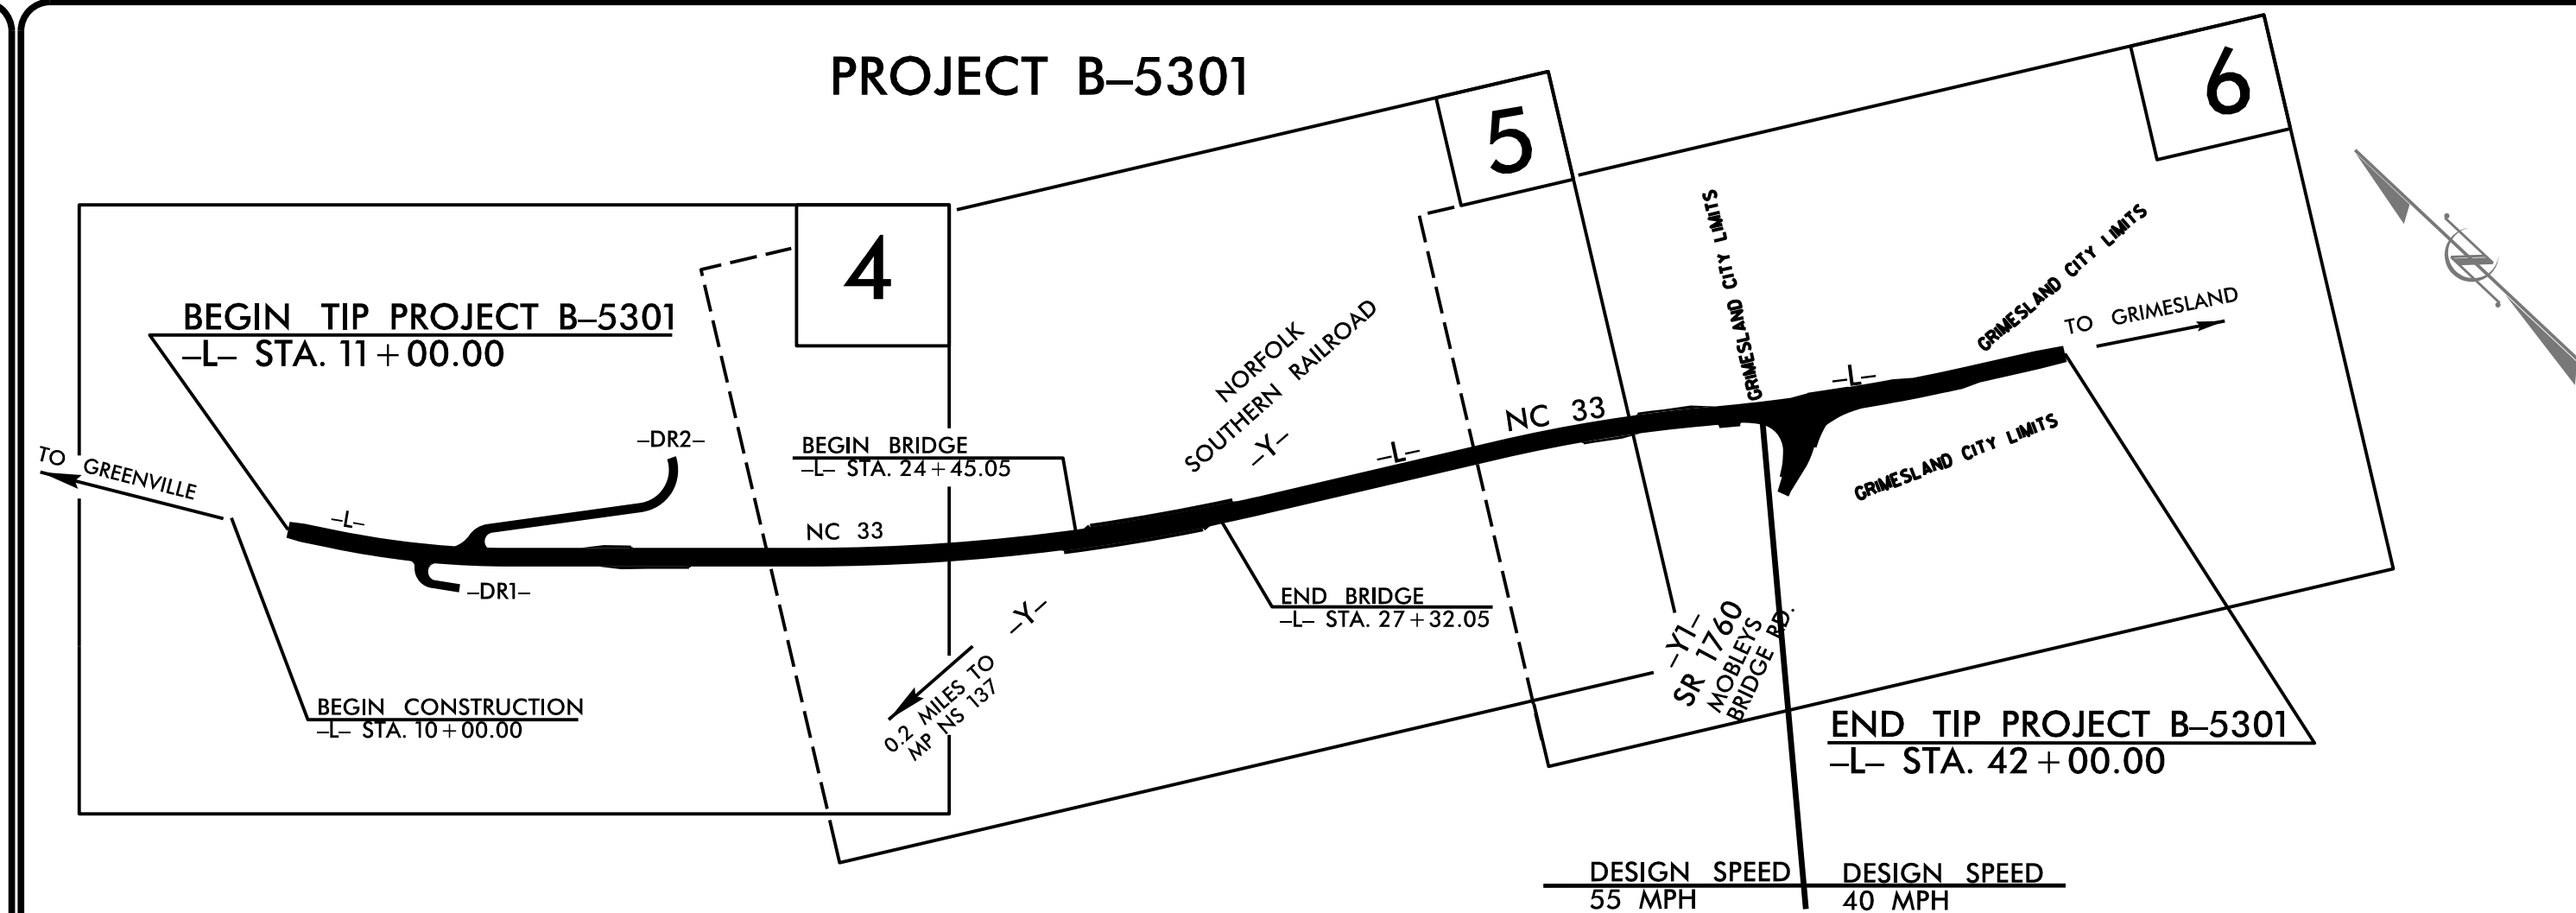 PROJECT B–5301
4
5
6
BEGIN TIP PROJECT B–5301
–L– STA. 11+00.00
TO GREENVILLE
–L–
–DR2–
–DR1–
BEGIN CONSTRUCTION
–L– STA. 10+00.00
BEGIN BRIDGE
–L– STA. 24+45.05
NC 33
–Y–
0.2 MILES TO
MP NS 137
NORFOLK
SOUTHERN RAILROAD
–Y–
END BRIDGE
–L– STA. 27+32.05
–L–
NC 33
GRIMESLAND CITY LIMITS
–L–
GRIMESLAND CITY LIMITS
TO GRIMESLAND
GRIMESLAND CITY LIMITS
–Y1–
SR 1760
MOBLEYS
BRIDGE RD.
END TIP PROJECT B–5301
–L– STA. 42+00.00
DESIGN SPEED
55 MPH
DESIGN SPEED
40 MPH